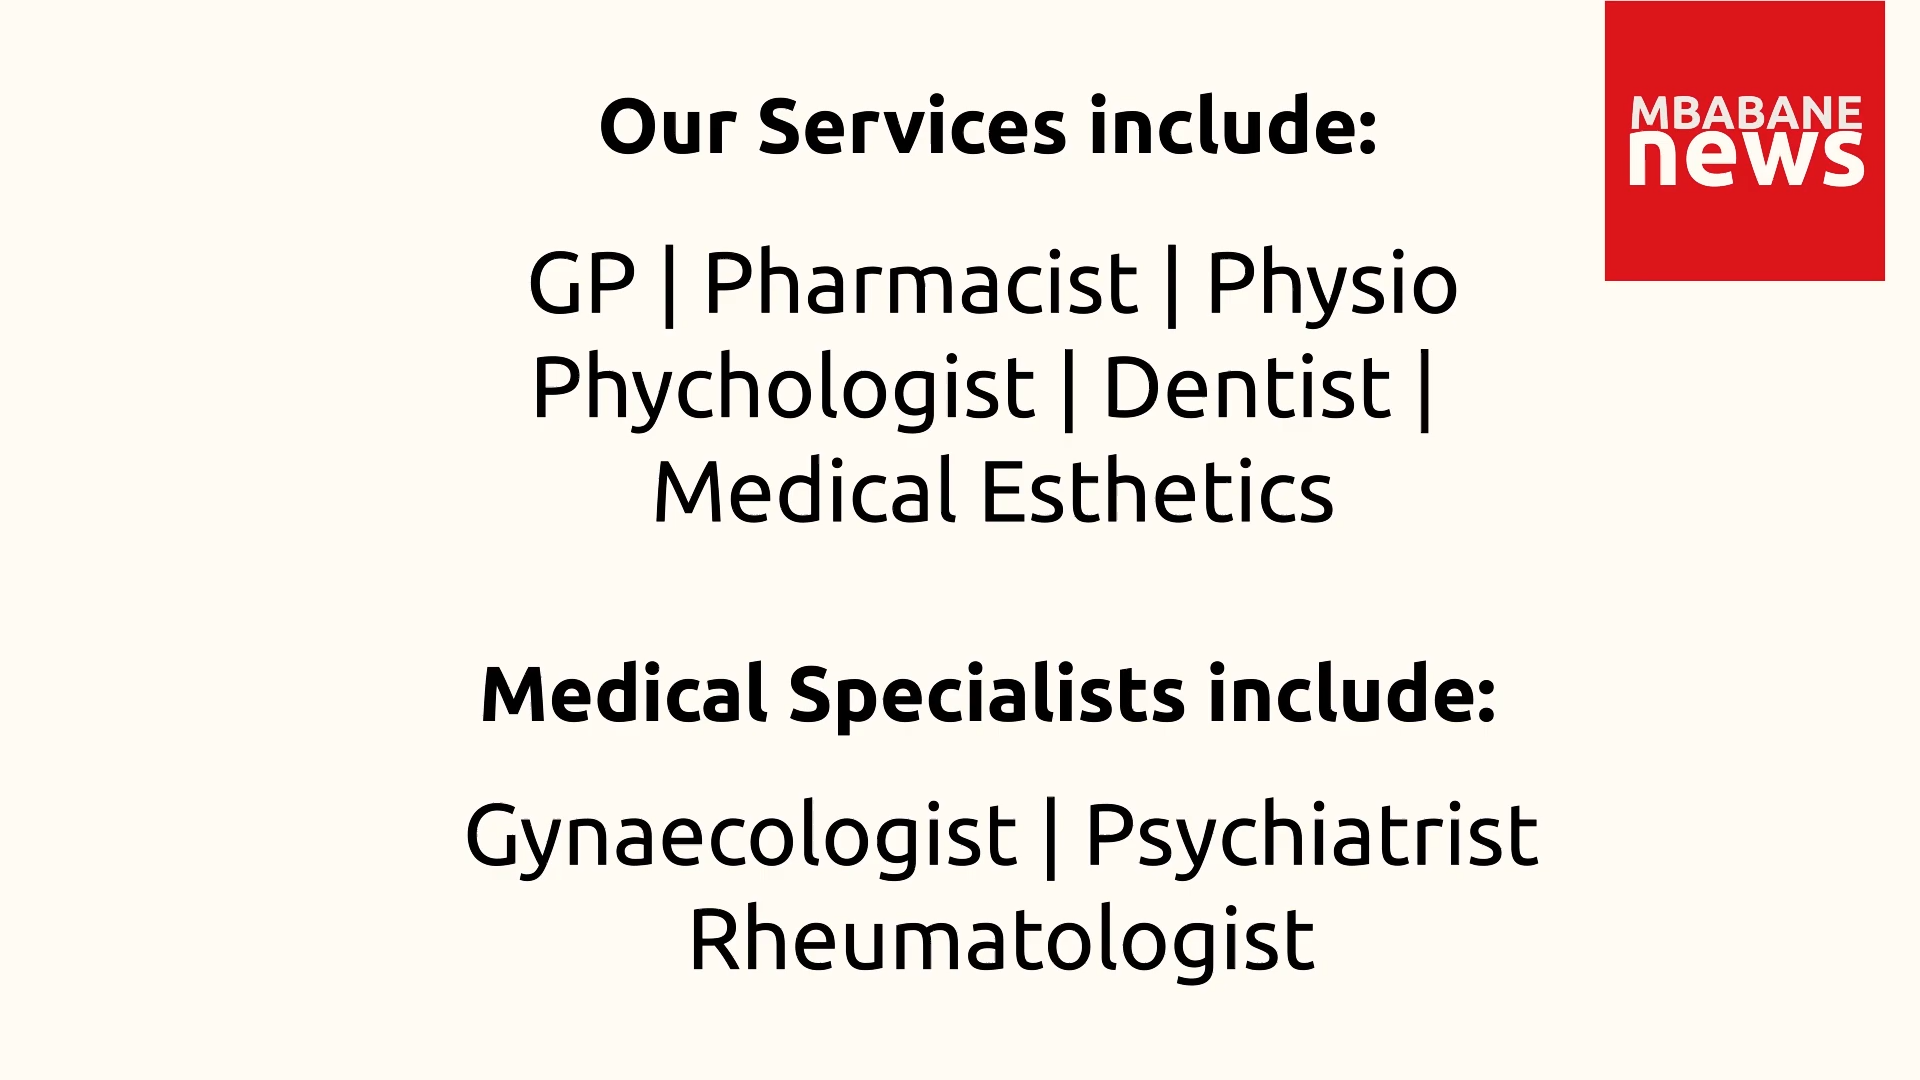 Our Services include:
MBABANE
news
GP | Pharmacist | Physio
Phychologist | Dentist |
Medical Esthetics
Medical Specialists include:
Gynaecologist | Psychiatrist
Rheumatologist